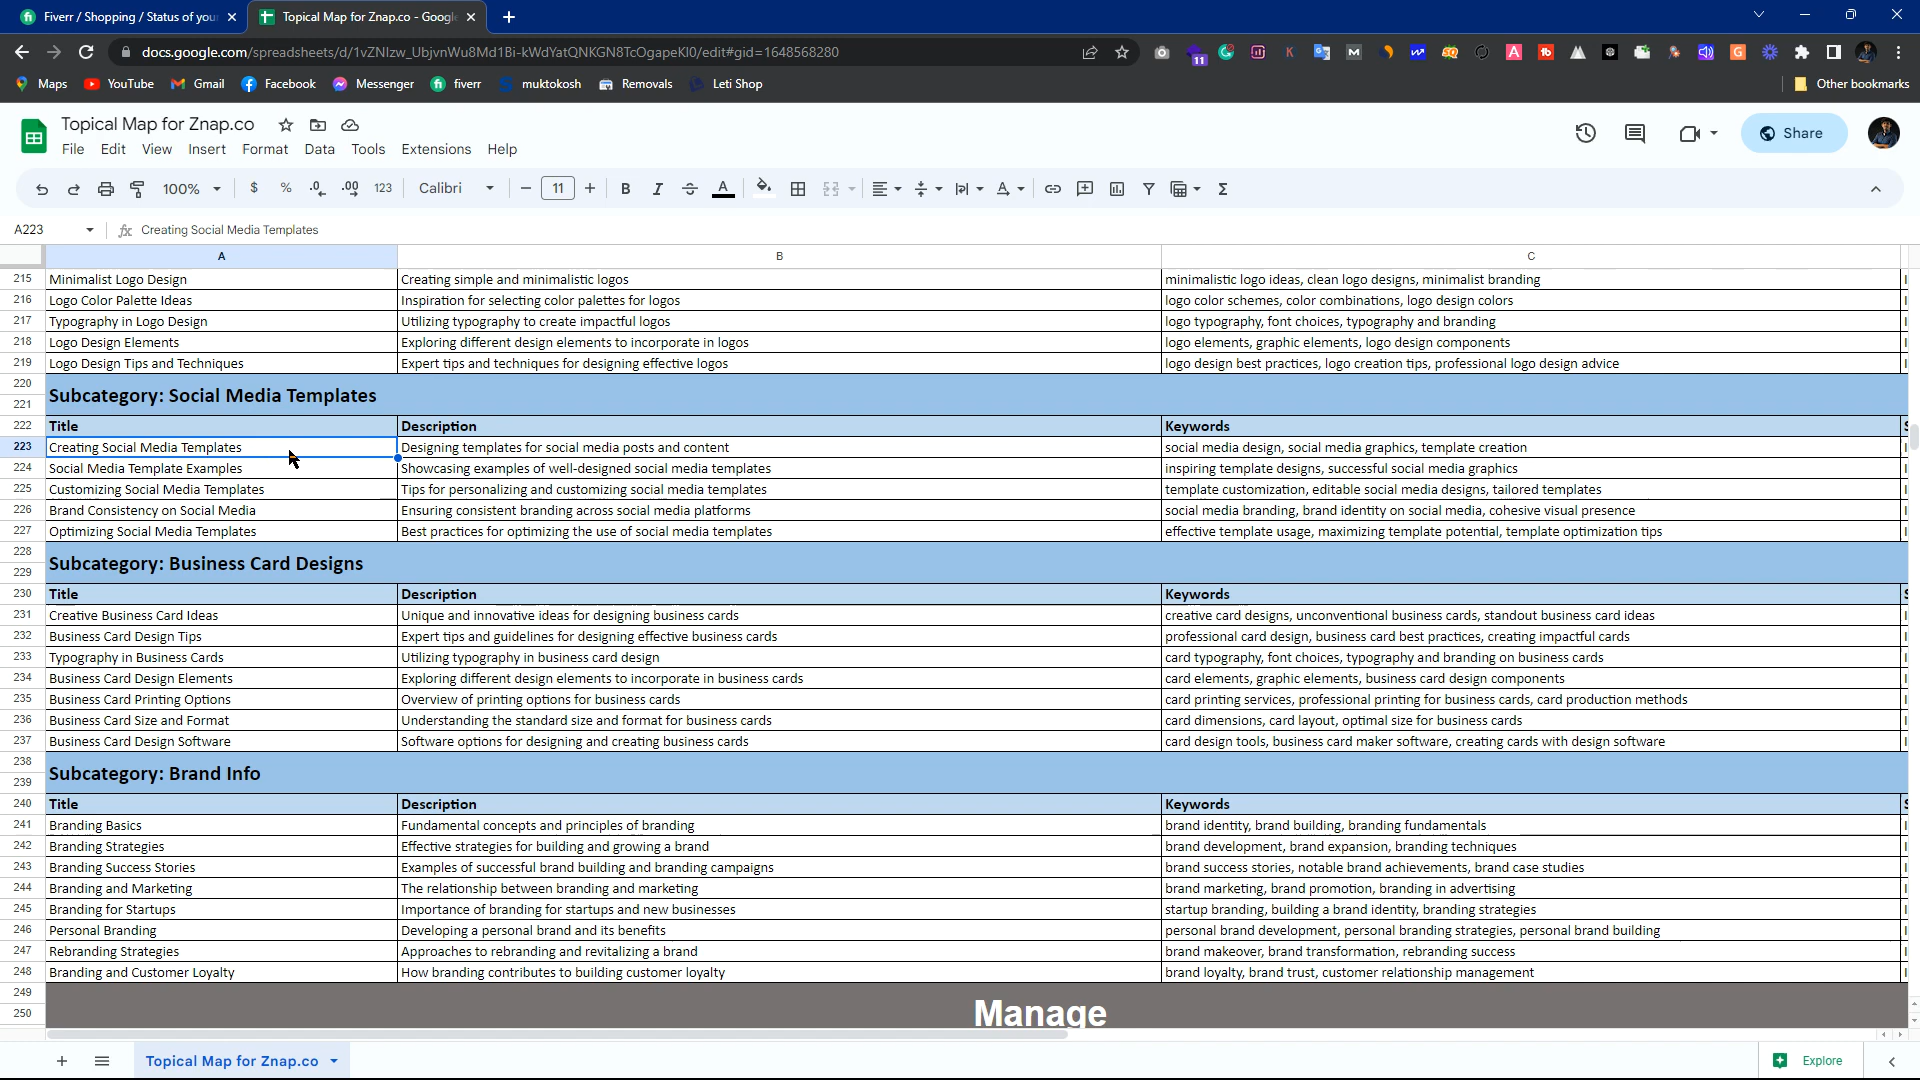 Fiverr / Shopping / Status of you
Topical Map for Znap.co - Google
docs.google.com/spreadsheets/d/1vZNIzw_UbjvnWu8Md1Bi-kWdYatQNKGN8TcOgapeKI0/edit#gid=1648568280
11
Maps YouTube Gmail Facebook Messenger fiverr muktokosh Removals Leti Shop Other bookmarks
Topical Map for Znap.co
File Edit View Insert Format Data Tools Extensions Help
Share
100% $ % .0 .00 123 Calibri 11 B I A
A223 fx Creating Social Media Templates
A B C
215 Minimalist Logo Design Creating simple and minimalistic logos minimalistic logo ideas, clean logo designs, minimalist branding
216 Logo Color Palette Ideas Inspiration for selecting color palettes for logos logo color schemes, color combinations, logo design colors
217 Typography in Logo Design Utilizing typography to create impactful logos logo typography, font choices, typography and branding
218 Logo Design Elements Exploring different design elements to incorporate in logos logo elements, graphic elements, logo design components
219 Logo Design Tips and Techniques Expert tips and techniques for designing effective logos logo design best practices, logo creation tips, professional logo design advice
220
Subcategory: Social Media Templates
221
222 Title Description Keywords
223 Creating Social Media Templates Designing templates for social media posts and content social media design, social media graphics, template creation
224 Social Media Template Examples Showcasing examples of well-designed social media templates inspiring template designs, successful social media graphics
225 Customizing Social Media Templates Tips for personalizing and customizing social media templates template customization, editable social media designs, tailored templates
226 Brand Consistency on Social Media Ensuring consistent branding across social media platforms social media branding, brand identity on social media, cohesive visual presence
227 Optimizing Social Media Templates Best practices for optimizing the use of social media templates effective template usage, maximizing template potential, template optimization tips
228
Subcategory: Business Card Designs
229
230 Title Description Keywords
231 Creative Business Card Ideas Unique and innovative ideas for designing business cards creative card designs, unconventional business cards, standout business card ideas
232 Business Card Design Tips Expert tips and guidelines for designing effective business cards professional card design, business card best practices, creating impactful cards
233 Typography in Business Cards Utilizing typography in business card design card typography, font choices, typography and branding on business cards
234 Business Card Design Elements Exploring different design elements to incorporate in business cards card elements, graphic elements, business card design components
235 Business Card Printing Options Overview of printing options for business cards card printing services, professional printing for business cards, card production methods
236 Business Card Size and Format Understanding the standard size and format for business cards card dimensions, card layout, optimal size for business cards
237 Business Card Design Software Software options for designing and creating business cards card design tools, business card maker software, creating cards with design software
238
Subcategory: Brand Info
239
240 Title Description Keywords
241 Branding Basics Fundamental concepts and principles of branding brand identity, brand building, branding fundamentals
242 Branding Strategies Effective strategies for building and growing a brand brand development, brand expansion, branding techniques
243 Branding Success Stories Examples of successful brand building and branding campaigns brand success stories, notable brand achievements, brand case studies
244 Branding and Marketing The relationship between branding and marketing brand marketing, brand promotion, branding in advertising
245 Branding for Startups Importance of branding for startups and new businesses startup branding, building a brand identity, branding strategies
246 Personal Branding Developing a personal brand and its benefits personal brand development, personal branding strategies, personal brand building
247 Rebranding Strategies Approaches to rebranding and revitalizing a brand brand makeover, brand transformation, rebranding success
248 Branding and Customer Loyalty How branding contributes to building customer loyalty brand loyalty, brand trust, customer relationship management
249
250 Manage
Topical Map for Znap.co Explore